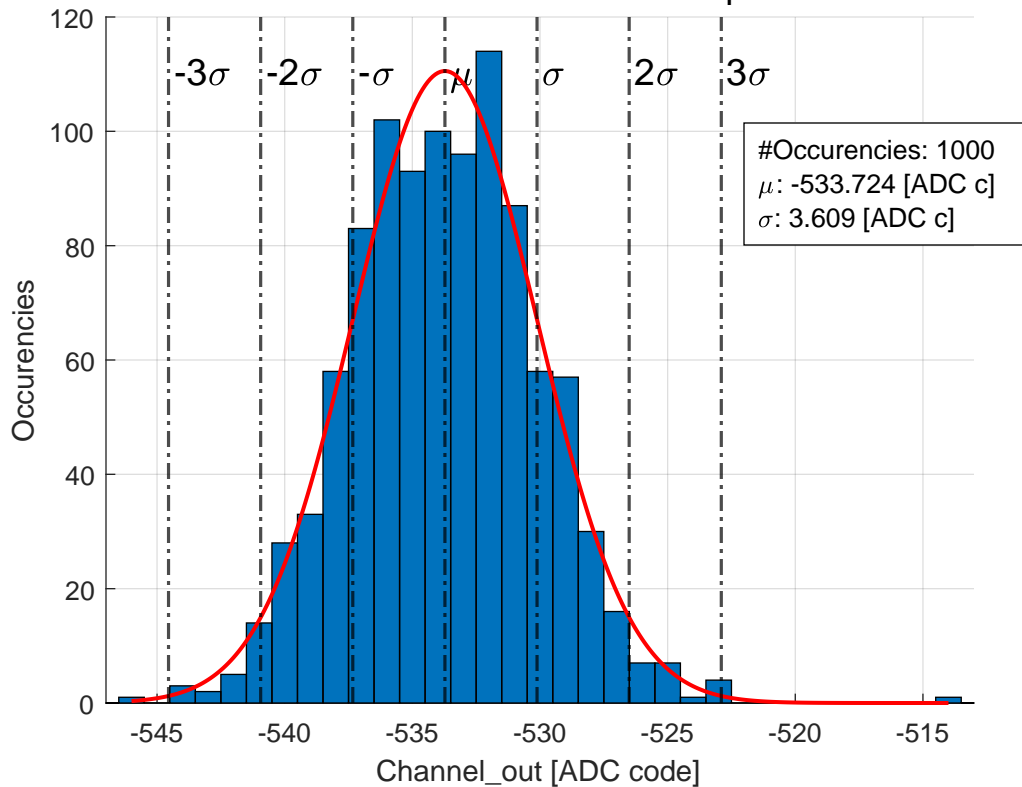 120
100
80
60
40
20
0
Occurencies
-3σ
-2σ
-σ
μ
σ
2σ
3σ
#Occurencies: 1000
μ: -533.724 [ADC c]
σ: 3.609 [ADC c]
-545
-540
-535
-530
-525
-520
-515
Channel_out [ADC code]